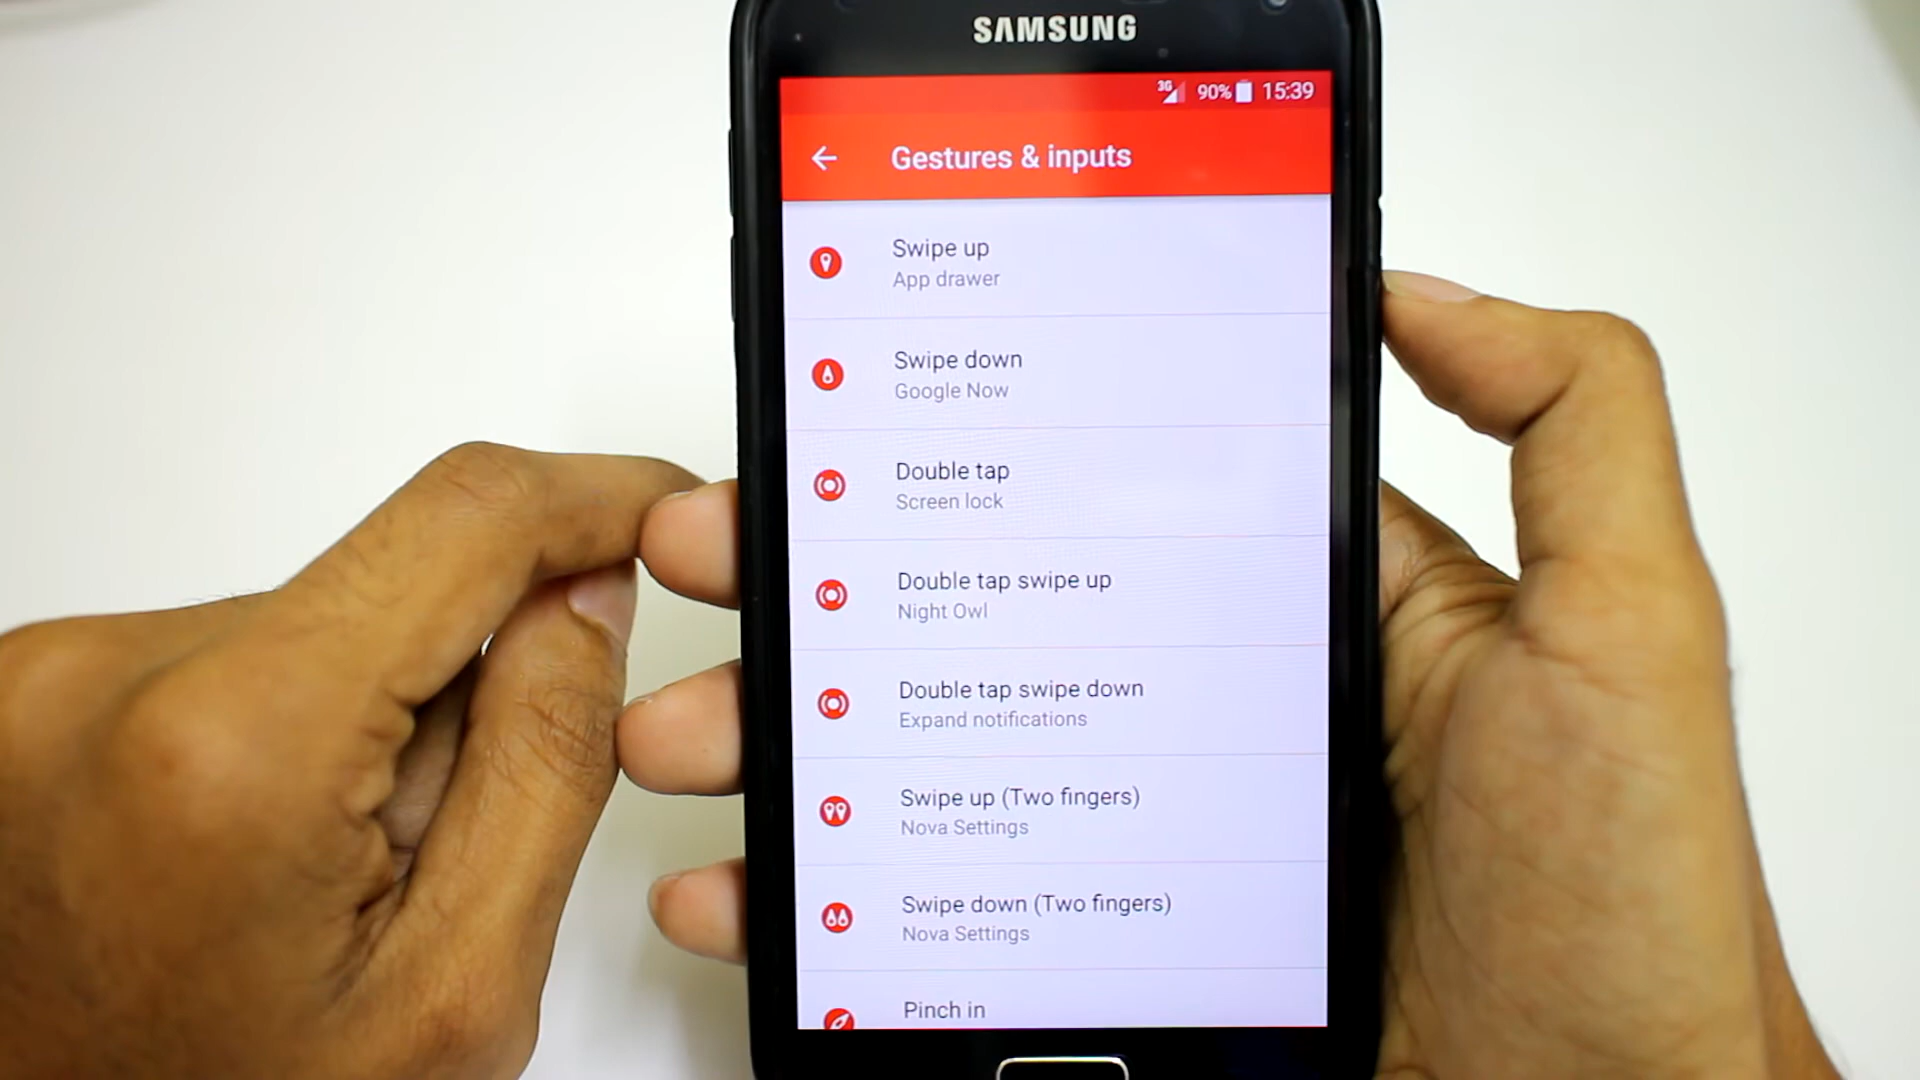 SAMSUNG
3G 90% 15:39
Gestures & inputs
Swipe up
App drawer
Swipe down
Google Now
Double tap
Screen lock
Double tap swipe up
Night Owl
Double tap swipe down
Expand notifications
Swipe up (Two fingers)
Nova Settings
Swipe down (Two fingers)
Nova Settings
Pinch in